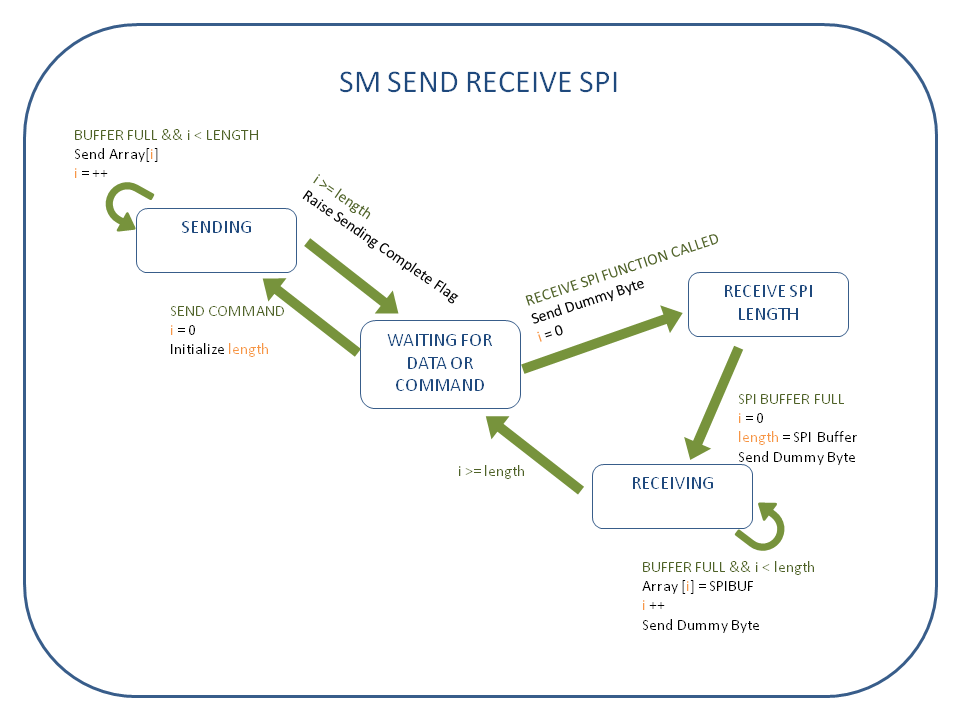 SM SEND RECEIVE SPI
BUFFER FULL && i < LENGTH
Send Array[i]
i = ++
SENDING
i >= length
Raise Sending Complete Flag
SEND COMMAND
i = 0
Initialize length
WAITING FOR
DATA OR
COMMAND
RECEIVE SPI FUNCTION CALLED
Send Dummy Byte
i = 0
RECEIVE SPI
LENGTH
SPI BUFFER FULL
i = 0
length = SPI Buffer
Send Dummy Byte
i >= length
RECEIVING
BUFFER FULL && i < length
Array [i] = SPIBUF
i ++
Send Dummy Byte